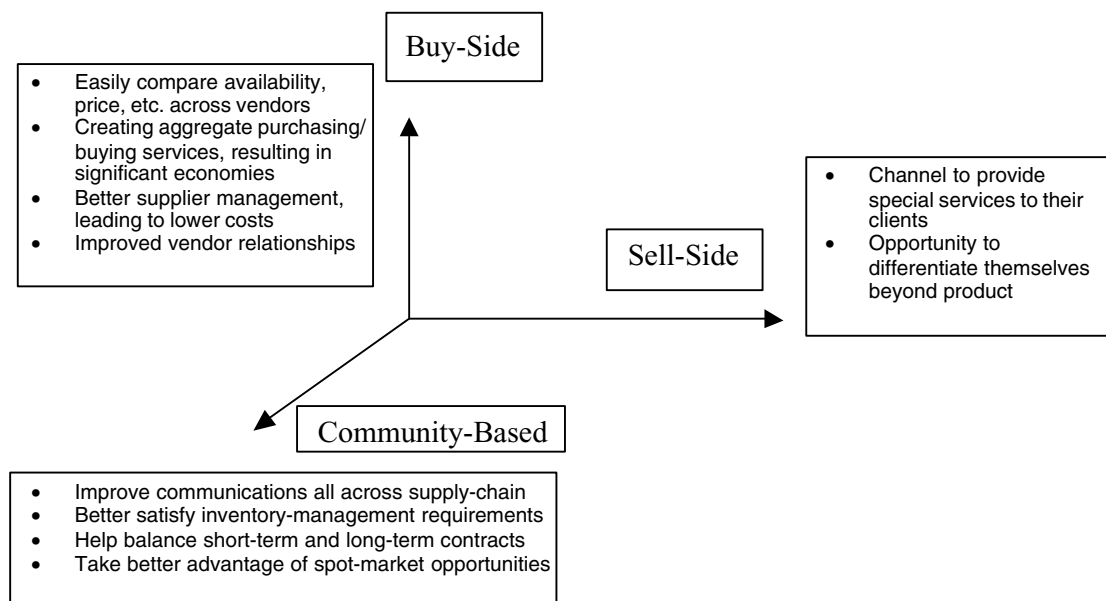 Buy-Side
• Easily compare availability,
price, etc. across vendors
• Creating aggregate purchasing/
buying services, resulting in
significant economies
• Better supplier management,
leading to lower costs
• Improved vendor relationships
Sell-Side
• Channel to provide
special services to their
clients
• Opportunity to
differentiate themselves
beyond product
Community-Based
• Improve communications all across supply-chain
• Better satisfy inventory-management requirements
• Help balance short-term and long-term contracts
• Take better advantage of spot-market opportunities